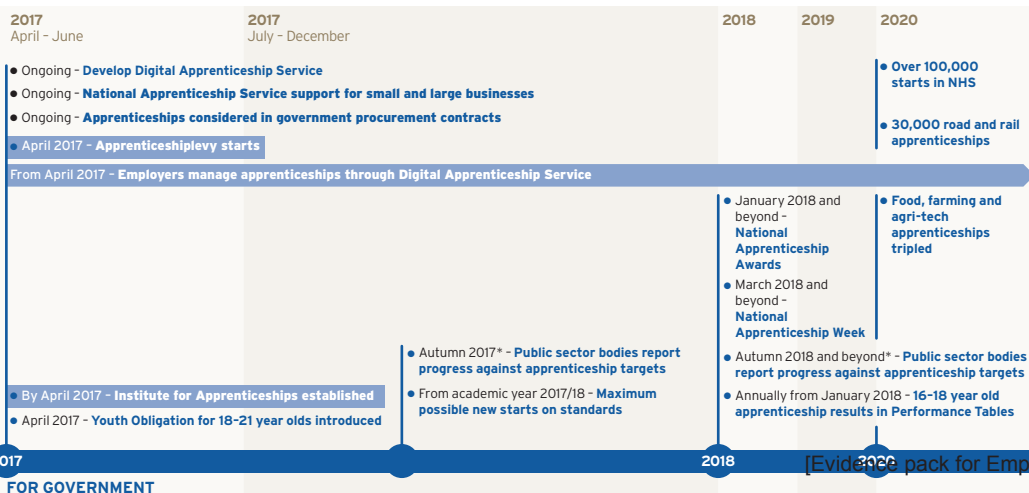 2017
April – June
2017
July – December
2018
2019
2020
● Ongoing – Develop Digital Apprenticeship Service
● Ongoing – National Apprenticeship Service support for small and large businesses
● Ongoing – Apprenticeships considered in government procurement contracts
● April 2017 – Apprenticeshiplevy starts
From April 2017 – Employers manage apprenticeships through Digital Apprenticeship Service
● Over 100,000
starts in NHS
● 30,000 road and rail
apprenticeships
● January 2018 and
beyond –
National
Apprenticeship
Awards
● March 2018 and
beyond –
National
Apprenticeship Week
● Food, farming and
agri-tech
apprenticeships
tripled
● Autumn 2017* – Public sector bodies report
progress against apprenticeship targets
● From academic year 2017/18 – Maximum
possible new starts on standards
● Autumn 2018 and beyond* – Public sector bodies
report progress against apprenticeship targets
● Annually from January 2018 – 16–18 year old
apprenticeship results in Performance Tables
● By April 2017 – Institute for Apprenticeships established
● April 2017 – Youth Obligation for 18–21 year olds introduced
017
2018
2020
[Evidence pack for Emp
FOR GOVERNMENT